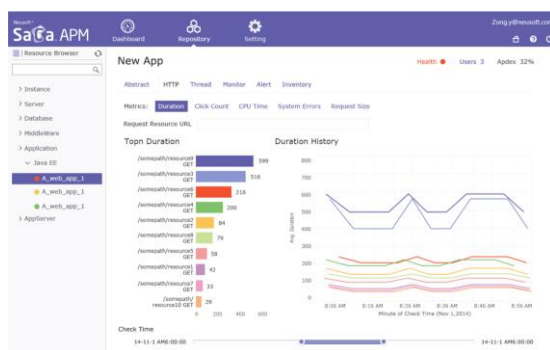 Neusoft
SaCa. APM
Dashboard
Repository
Setting
Zong.y@neusoft.com
Resource Browser
> Instance
> Server
> Database
> MiddleWare
> Application
Java EE
A_web_app_1
A_web_app_1
A_web_app_1
> AppServer
New App
Health
Users 3
Apdex 32%
Abstract HTTP Thread Monitor Alert Inventory
Metrics: Duration Click Count CPU Time System Errors Request Size
Request Resource URL
Topn Duration
/somepath/resource9 GET 599
/somepath/resource3 GET 516
/somepath/resource6 GET 316
/somepath/resource4 GET 200
/somepath/resource2 GET 84
/somepath/resource8 GET 79
/somepath/resource5 GET 58
/somepath/resource1 GET 42
/somepath/resource7 GET 33
/somepath/resource10 GET 29
0 200 400 600
Duration History
Avg. Duration
800
700
600
500
400
300
200
100
0
8:06 AM 8:16 AM 8:26 AM 8:36 AM 8:46 AM 8:56 AM
Minute of Check Time (Nov 1,2014)
Check Time
14-11-1 AM6:00:00
14-11-1 AM6:00:00